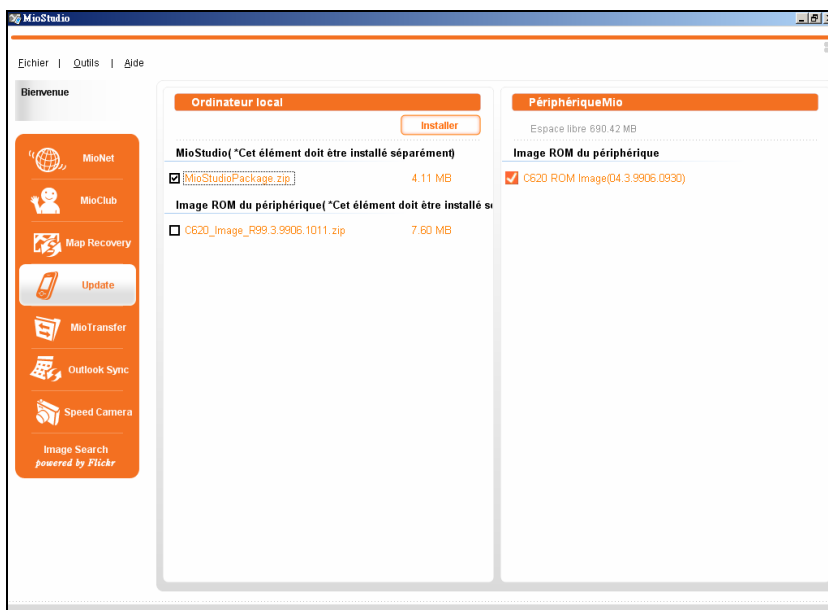 MioStudio
Fichier | Outils | Aide
Bienvenue
MioNet
MioClub
Map Recovery
Update
MioTransfer
Outlook Sync
Speed Camera
Image Search
powered by Flickr
Ordinateur local
Installer
MioStudio( *Cet élément doit être installé séparément)
MioStudioPackage.zip 4.11 MB
Image ROM du périphérique( *Cet élément doit être installé
C620_Image_R99.3.9906.1011.zip 7.60 MB
PériphériqueMio
Espace libre 690.42 MB
Image ROM du périphérique
C620 ROM Image(04.3.9906.0930)